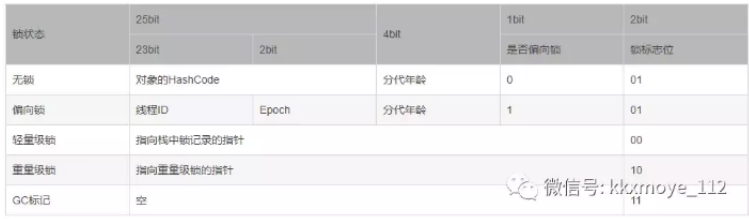 锁状态 25bit 4bit 1bit 2bit
23bit 2bit 是否偏向锁 锁标志位
无锁 对象的HashCode 分代年龄 0 01
偏向锁 线程ID Epoch 分代年龄 1 01
轻量级锁 指向栈中锁记录的指针 00
重量级锁 指向重量级锁的指针 10
GC标记 空 11
微信号: kkxmoye_112